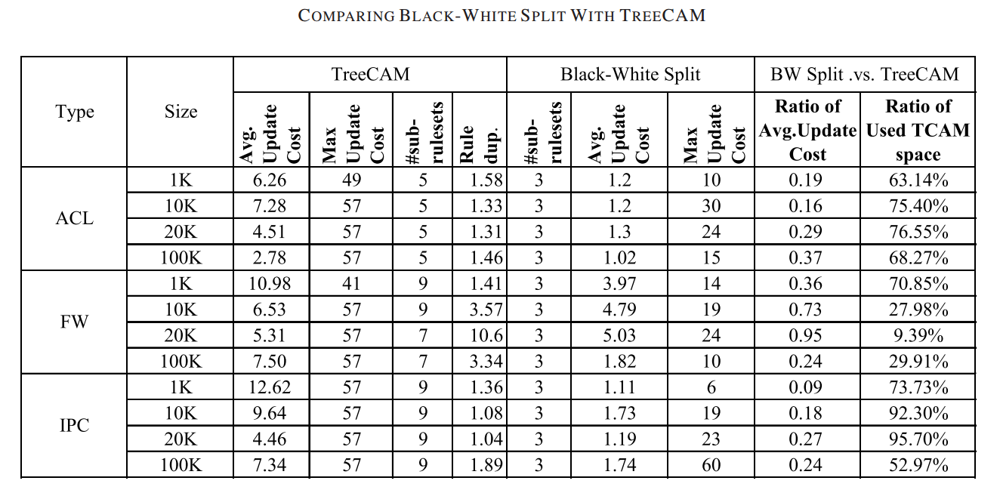 COMPARING BLACK-WHITE SPLIT WITH TREECAM
Type Size TreeCAM Black-White Split BW Split .vs. TreeCAM
Avg. Update Cost Max Update Cost #sub-rulesets Rule dup. #sub-rulesets Avg. Update Cost Max Update Cost Ratio of Avg.Update Cost Ratio of Used TCAM space
ACL
1K 6.26 49 5 1.58 3 1.2 10 0.19 63.14%
10K 7.28 57 5 1.33 3 1.2 30 0.16 75.40%
20K 4.51 57 5 1.31 3 1.3 24 0.29 76.55%
100K 2.78 57 5 1.46 3 1.02 15 0.37 68.27%
FW
1K 10.98 41 9 1.41 3 3.97 14 0.36 70.85%
10K 6.53 57 9 3.57 3 4.79 19 0.73 27.98%
20K 5.31 57 7 10.6 3 5.03 24 0.95 9.39%
100K 7.50 57 7 3.34 3 1.82 10 0.24 29.91%
IPC
1K 12.62 57 9 1.36 3 1.11 6 0.09 73.73%
10K 9.64 57 9 1.08 3 1.73 19 0.18 92.30%
20K 4.46 57 9 1.04 3 1.19 23 0.27 95.70%
100K 7.34 57 9 1.89 3 1.74 60 0.24 52.97%